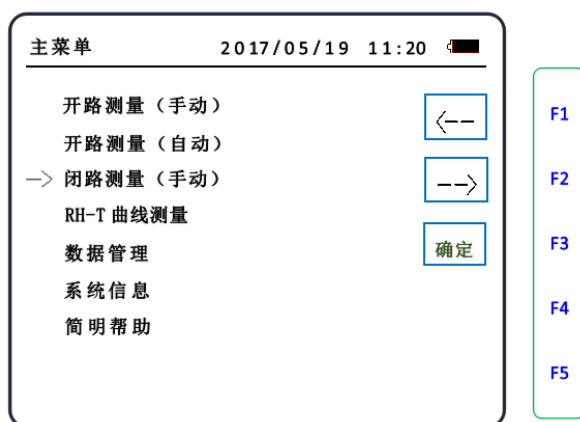 主菜单 2017/05/19 11:20
开路测量（手动）
<--
F1
开路测量（自动）
--> 闭路测量（手动）
-->
F2
RH-T 曲线测量
数据管理
确定
F3
系统信息
F4
简明帮助
F5